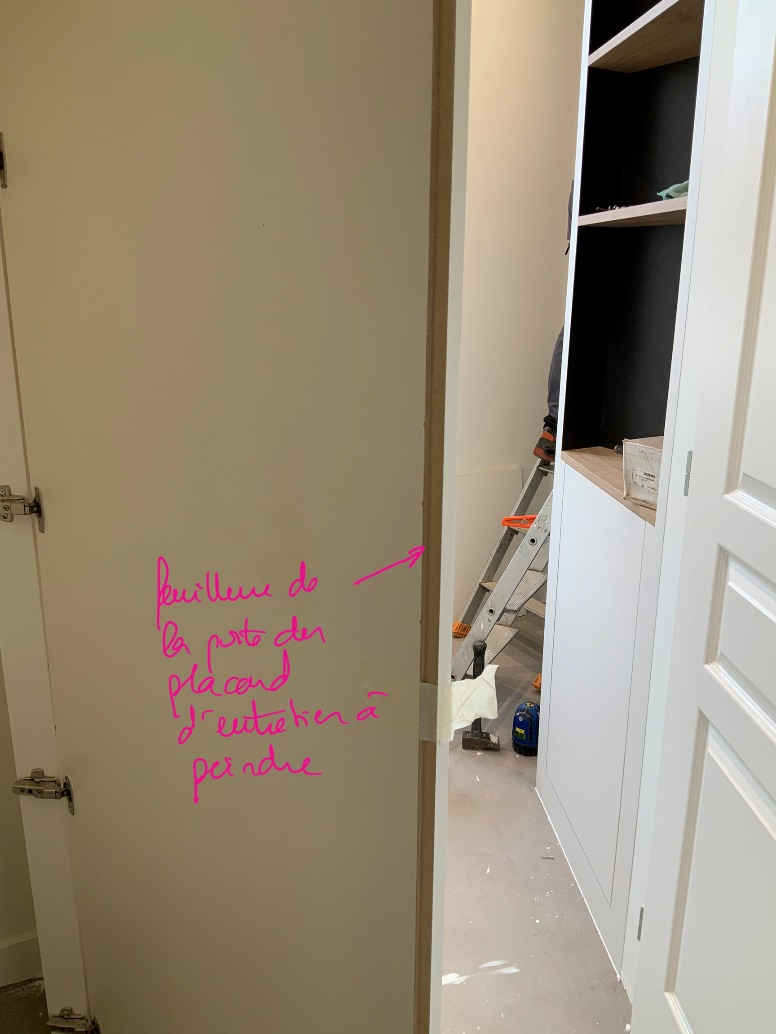 feuillure de
la porte du
placard
d'entretien à
peindre